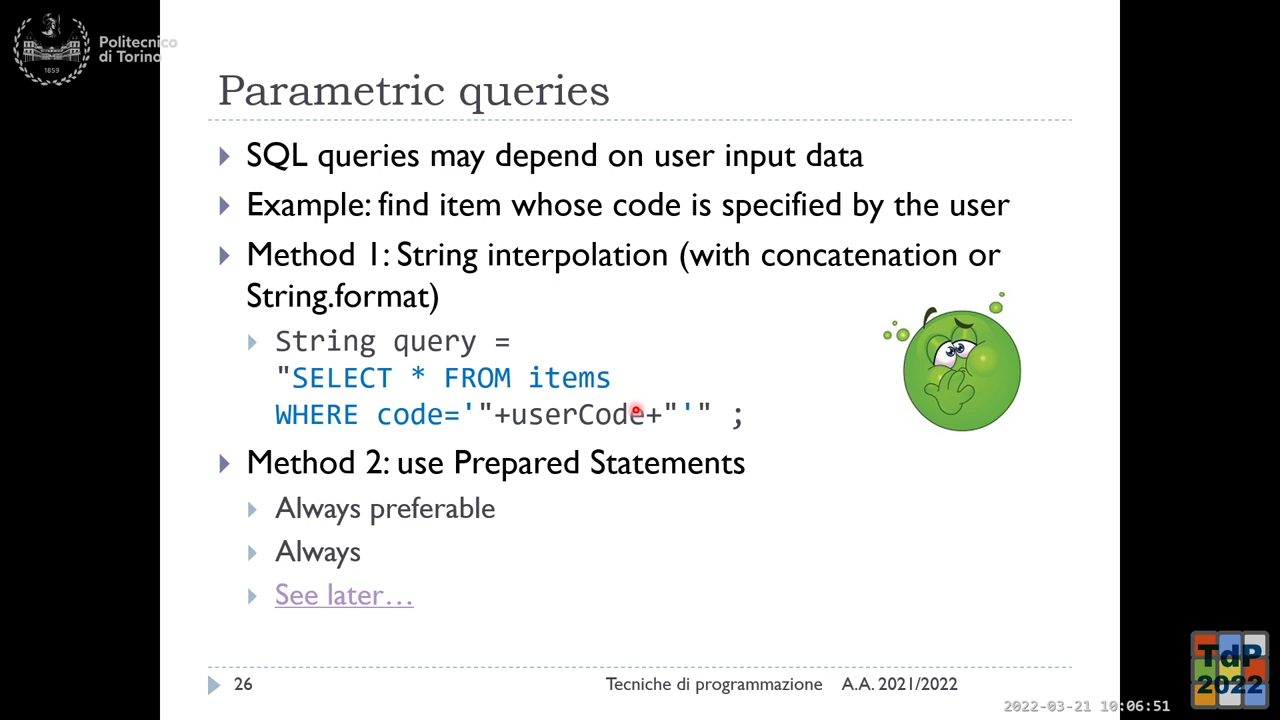 Politecnico
di Torino
1859
Parametric queries
SQL queries may depend on user input data
Example: find item whose code is specified by the user
Method 1: String interpolation (with concatenation or
String.format)
String query =
"SELECT * FROM items
WHERE code='"+userCode+"'" ;
Method 2: use Prepared Statements
Always preferable
Always
See later…
26
Tecniche di programmazione A.A. 2021/2022
TdP
2022
2022-03-21 10:06:51